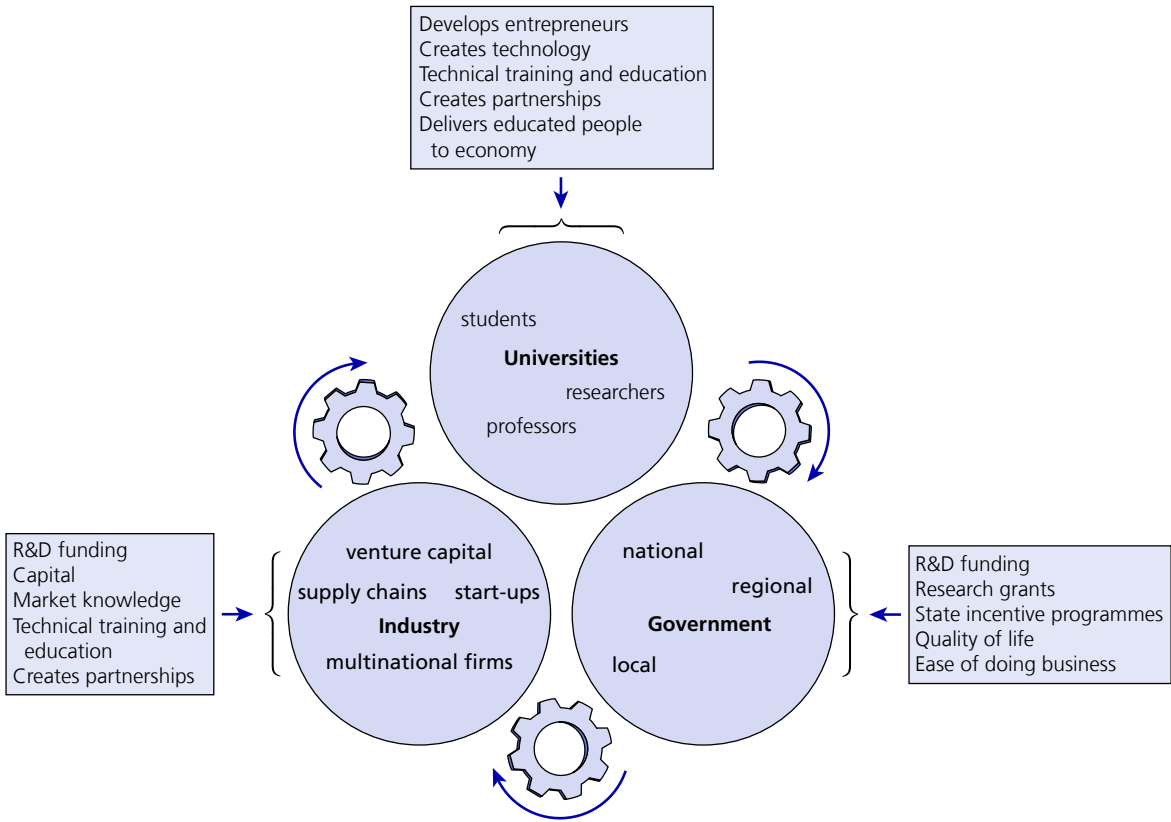 Develops entrepreneurs
Creates technology
Technical training and education
Creates partnerships
Delivers educated people
to economy
students
Universities
researchers
professors
R&D funding
Capital
Market knowledge
Technical training and
education
Creates partnerships
venture capital
supply chains start-ups
Industry
multinational firms
national
regional
Government
local
R&D funding
Research grants
State incentive programmes
Quality of life
Ease of doing business